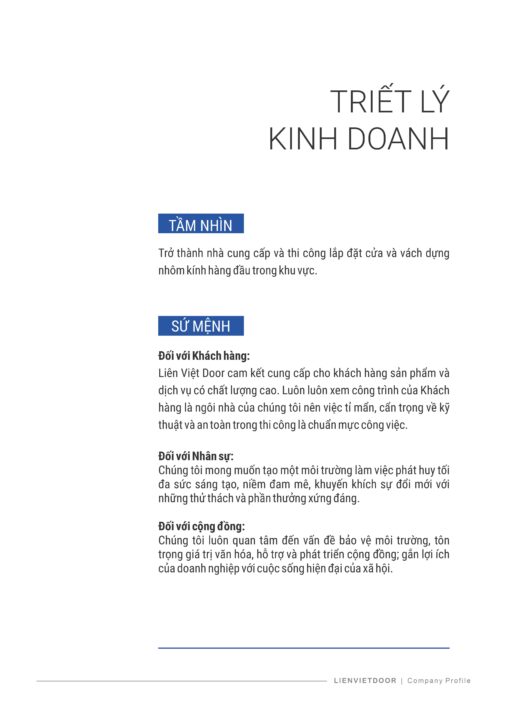 TRIẾT LÝ
KINH DOANH
TẦM NHÌN
Trở thành nhà cung cấp và thi công lắp đặt cửa và vách dựng
nhôm kính hàng đầu trong khu vực.
SỨ MỆNH
Đối với Khách hàng:
Liên Việt Door cam kết cung cấp cho khách hàng sản phẩm và
dịch vụ có chất lượng cao. Luôn luôn xem công trình của Khách
hàng là ngôi nhà của chúng tôi nên việc tỉ mẩn, cẩn trọng về kỹ
thuật và an toàn trong thi công là chuẩn mực công việc.
Đối với Nhân sự:
Chúng tôi mong muốn tạo một môi trường làm việc phát huy tối
đa sức sáng tạo, niềm đam mê, khuyến khích sự đổi mới với
những thử thách và phần thưởng xứng đáng.
Đối với cộng đồng:
Chúng tôi luôn quan tâm đến vấn đề bảo vệ môi trường, tôn
trọng giá trị văn hóa, hỗ trợ và phát triển cộng đồng; gắn lợi ích
của doanh nghiệp với cuộc sống hiện đại của xã hội.
LIENVIETDOOR | Company Profile